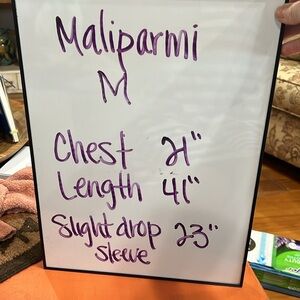 Maliparmi
M
Chest 21"
Length 41"
Slight drop 23"
sleeve